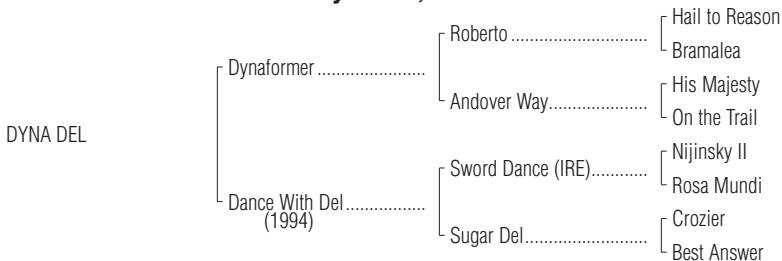 Hail to Reason
Roberto ............................
Bramalea
Dynaformer ......................
His Majesty
Andover Way....................
On the Trail
DYNA DEL
Nijinsky II
Sword Dance (IRE)............
Rosa Mundi
Dance With Del................
(1994)
Crozier
Sugar Del.........................
Best Answer